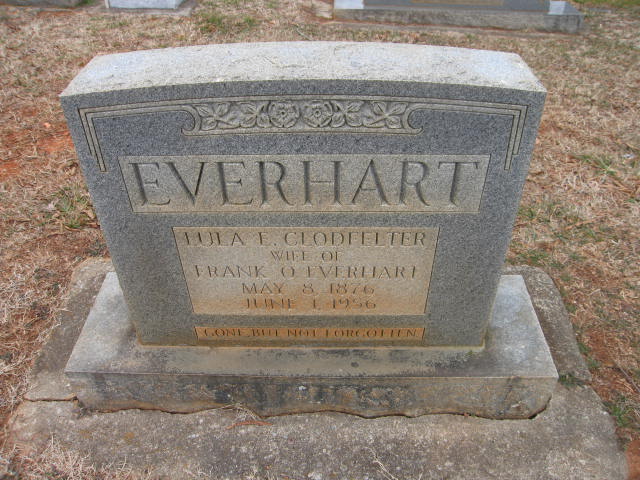 EVERHART
LULA E. CLODFELTER
WIFE OF
FRANK O. EVERHART
MAY 8, 1876
JUNE 1, 1956
GONE, BUT NOT FORGOTTEN